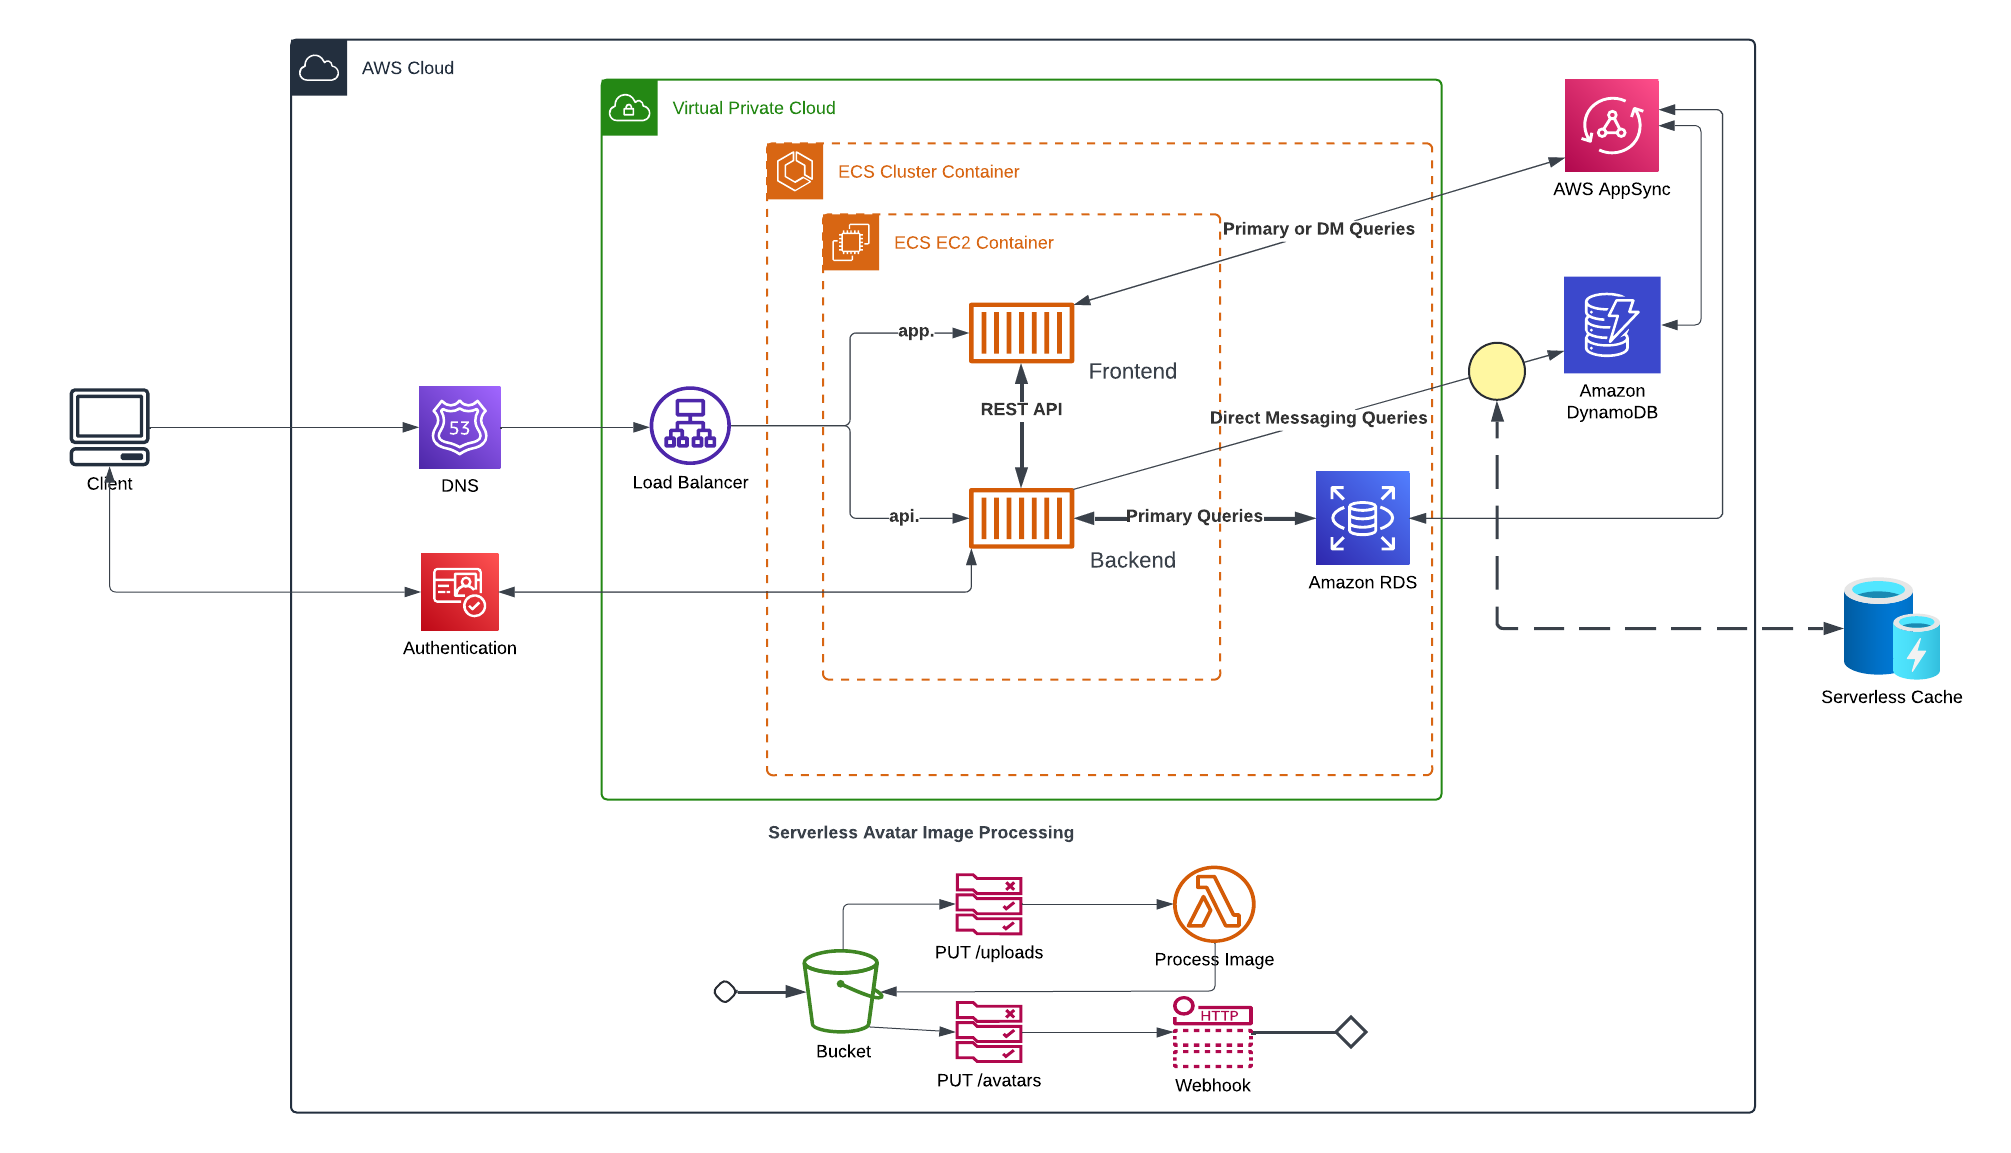 AWS Cloud
Virtual Private Cloud
ECS Cluster Container
ECS EC2 Container
AWS AppSync
Primary or DM Queries
app.
Frontend
REST API
Amazon
DynamoDB
Direct Messaging Queries
53
Client
DNS
Load Balancer
api.
Primary Queries
Backend
Amazon RDS
Authentication
Serverless Cache
Serverless Avatar Image Processing
PUT /uploads
Process Image
HTTP
Bucket
PUT /avatars
Webhook